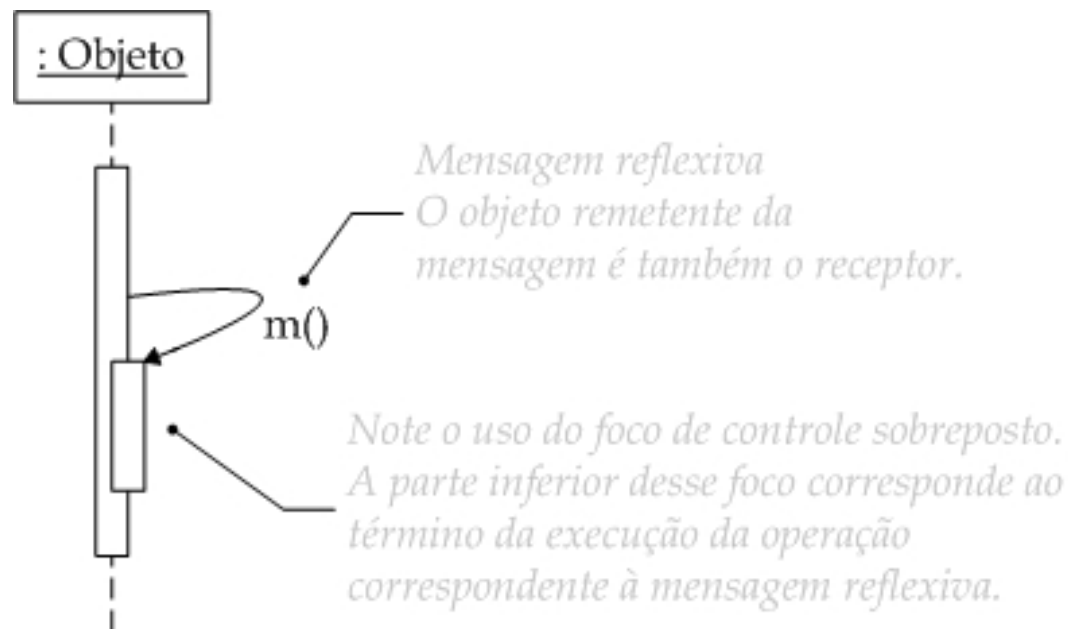 : Objeto
Mensagem reflexiva
O objeto remetente da
mensagem é também o receptor.
m()
Note o uso do foco de controle sobreposto.
A parte inferior desse foco corresponde ao
término da execução da operação
correspondente à mensagem reflexiva.